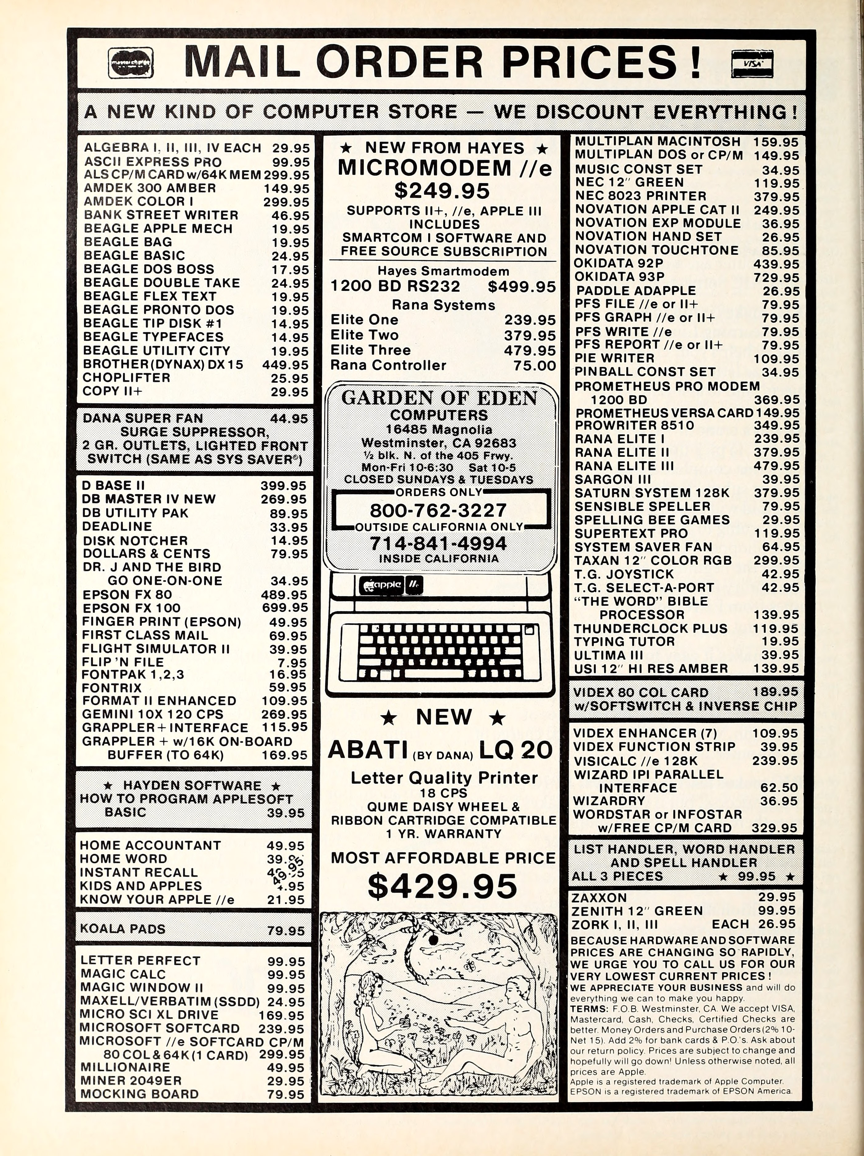 master charge
MAIL ORDER PRICES!
VISA
A NEW KIND OF COMPUTER STORE — WE DISCOUNT EVERYTHING!
ALGEBRA I, II, III, IV EACH 29.95
ASCII EXPRESS PRO 99.95
ALS CP/M CARD w/64K MEM 299.95
AMDEK 300 AMBER 149.95
AMDEK COLOR I 299.95
BANK STREET WRITER 46.95
BEAGLE APPLE MECH 19.95
BEAGLE BAG 19.95
BEAGLE BASIC 24.95
BEAGLE DOS BOSS 17.95
BEAGLE DOUBLE TAKE 24.95
BEAGLE FLEX TEXT 19.95
BEAGLE PRONTO DOS 19.95
BEAGLE TIP DISK #1 14.95
BEAGLE TYPEFACES 14.95
BEAGLE UTILITY CITY 19.95
BROTHER (DYNAX) DX 15 449.95
CHOPLIFTER 25.95
COPY II+ 29.95
DANA SUPER FAN 44.95
SURGE SUPPRESSOR,
2 GR. OUTLETS, LIGHTED FRONT
SWITCH (SAME AS SYS SAVER®)
D BASE II 399.95
DB MASTER IV NEW 269.95
DB UTILITY PAK 89.95
DEADLINE 33.95
DISK NOTCHER 14.95
DOLLARS & CENTS 79.95
DR. J AND THE BIRD
GO ONE-ON-ONE 34.95
EPSON FX 80 489.95
EPSON FX 100 699.95
FINGER PRINT (EPSON) 49.95
FIRST CLASS MAIL 69.95
FLIGHT SIMULATOR II 39.95
FLIP 'N FILE 7.95
FONTPAK 1,2,3 16.95
FONTRIX 59.95
FORMAT II ENHANCED 109.95
GEMINI 10X 120 CPS 269.95
GRAPPLER + INTERFACE 115.95
GRAPPLER + w/16K ON-BOARD
BUFFER (TO 64K) 169.95
★ HAYDEN SOFTWARE ★
HOW TO PROGRAM APPLESOFT
BASIC 39.95
HOME ACCOUNTANT 49.95
HOME WORD
INSTANT RECALL
KIDS AND APPLES
49.95
KNOW YOUR APPLE //e 21.95
KOALA PADS 79.95
LETTER PERFECT 99.95
MAGIC CALC 99.95
MAGIC WINDOW II 99.95
MAXELL/VERBATIM (SSDD) 24.95
MICRO SCI XL DRIVE 169.95
MICROSOFT SOFTCARD 239.95
MICROSOFT //e SOFTCARD CP/M
80 COL & 64K (1 CARD) 299.95
MILLIONAIRE 49.95
MINER 2049ER 29.95
MOCKING BOARD 79.95
★ NEW FROM HAYES ★
MICROMODEM //e
$249.95
SUPPORTS II+, //e, APPLE III
INCLUDES
SMARTCOM I SOFTWARE AND
FREE SOURCE SUBSCRIPTION
Hayes Smartmodem
1200 BD RS232 $499.95
Rana Systems
Elite One 239.95
Elite Two 379.95
Elite Three 479.95
Rana Controller 75.00
GARDEN OF EDEN
COMPUTERS
16485 Magnolia
Westminster, CA 92683
½ blk. N. of the 405 Frwy.
Mon-Fri 10-6:30 Sat 10-5
CLOSED SUNDAYS & TUESDAYS
ORDERS ONLY
800-762-3227
OUTSIDE CALIFORNIA ONLY
714-841-4994
INSIDE CALIFORNIA
apple //e
★ NEW ★
ABATI (BY DANA) LQ 20
Letter Quality Printer
18 CPS
QUME DAISY WHEEL &
RIBBON CARTRIDGE COMPATIBLE
1 YR. WARRANTY
MOST AFFORDABLE PRICE
$429.95
MULTIPLAN MACINTOSH 159.95
MULTIPLAN DOS or CP/M 149.95
MUSIC CONST SET 34.95
NEC 12" GREEN 119.95
NEC 8023 PRINTER 379.95
NOVATION APPLE CAT II 249.95
NOVATION EXP MODULE 36.95
NOVATION HAND SET 26.95
NOVATION TOUCHTONE 85.95
OKIDATA 92P 439.95
OKIDATA 93P 729.95
PADDLE ADAPPLE 26.95
PFS FILE //e or II+ 79.95
PFS GRAPH //e or II+ 79.95
PFS WRITE //e 79.95
PFS REPORT //e or II+ 79.95
PIE WRITER 109.95
PINBALL CONST SET 34.95
PROMETHEUS PRO MODEM
1200 BD 369.95
PROMETHEUS VERSA CARD 149.95
PROWRITER 8510 349.95
RANA ELITE I 239.95
RANA ELITE II 379.95
RANA ELITE III 479.95
SARGON III 39.95
SATURN SYSTEM 128K 379.95
SENSIBLE SPELLER 79.95
SPELLING BEE GAMES 29.95
SUPERTEXT PRO 119.95
SYSTEM SAVER FAN 64.95
TAXAN 12" COLOR RGB 299.95
T.G. JOYSTICK 42.95
T.G. SELECT-A-PORT 42.95
"THE WORD" BIBLE
PROCESSOR 139.95
THUNDERCLOCK PLUS 119.95
TYPING TUTOR 19.95
ULTIMA III 39.95
USI 12" HI RES AMBER 139.95
VIDEX 80 COL CARD 189.95
w/SOFTSWITCH & INVERSE CHIP
VIDEX ENHANCER (7) 109.95
VIDEX FUNCTION STRIP 39.95
VISICALC //e 128K 239.95
WIZARD IPI PARALLEL
INTERFACE 62.50
WIZARDRY 36.95
WORDSTAR or INFOSTAR
w/FREE CP/M CARD 329.95
LIST HANDLER, WORD HANDLER
AND SPELL HANDLER
ALL 3 PIECES ★ 99.95 ★
ZAXXON 29.95
ZENITH 12" GREEN 99.95
ZORK I, II, III EACH 26.95
BECAUSE HARDWARE AND SOFTWARE
PRICES ARE CHANGING SO RAPIDLY,
WE URGE YOU TO CALL US FOR OUR
VERY LOWEST CURRENT PRICES!
WE APPRECIATE YOUR BUSINESS and will do
everything we can to make you happy.
TERMS: F.O.B. Westminster, CA. We accept VISA,
Mastercard, Cash, Checks, Certified Checks are
better. Money Orders and Purchase Orders (2% 10-
Net 15). Add 2% for bank cards & P.O.'s. Ask about
our return policy. Prices are subject to change and
hopefully will go down! Unless otherwise noted, all
prices are Apple.
Apple is a registered trademark of Apple Computer.
EPSON is a registered trademark of EPSON America.